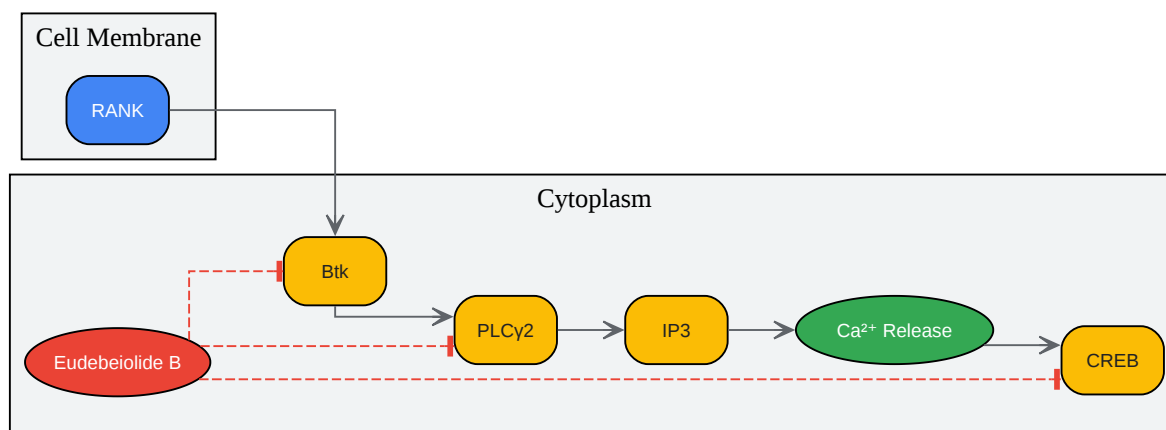 Cell Membrane
RANK
Cytoplasm
Btk
PLCγ2
IP3
Ca²⁺ Release
Eudebeiolide B
CREB